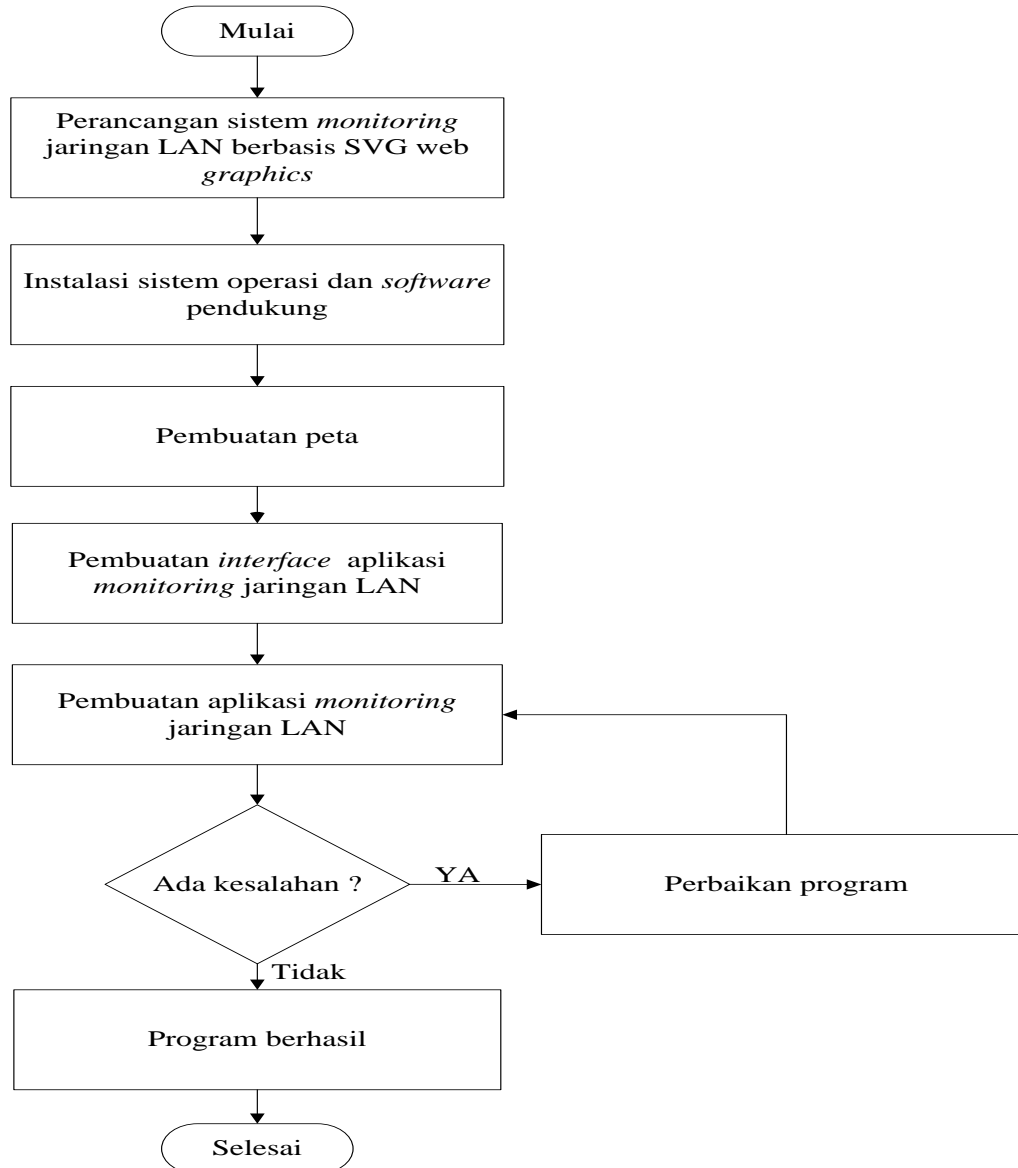 Mulai
Perancangan sistem monitoring
jaringan LAN berbasis SVG web
graphics
Instalasi sistem operasi dan software
pendukung
Pembuatan peta
Pembuatan interface aplikasi
monitoring jaringan LAN
Pembuatan aplikasi monitoring
jaringan LAN
Ada kesalahan ?
YA
Perbaikan program
Tidak
Program berhasil
Selesai